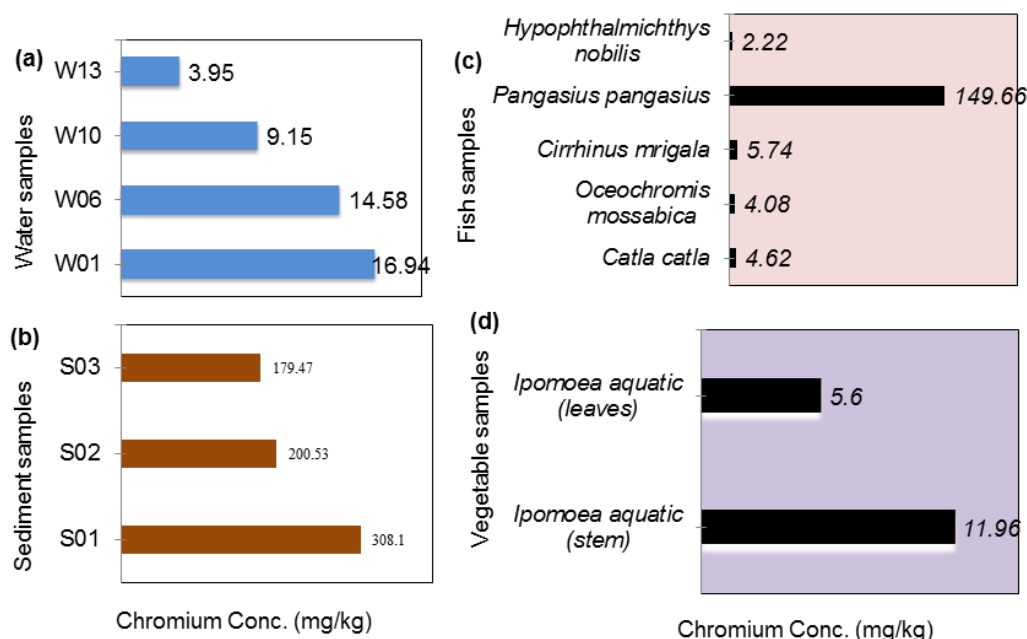 (a)
Water samples
W13
3.95
W10
9.15
W06
14.58
W01
16.94
(b)
Sediment samples
S03
179.47
S02
200.53
S01
308.1
Chromium Conc. (mg/kg)
(c)
Fish samples
Hypophthalmichthys
nobilis
2.22
Pangasius pangasius
149.66
Cirrhinus mrigala
5.74
Oceochromis
mossabica
4.08
Catla catla
4.62
(d)
Vegetable samples
Ipomoea aquatic
(leaves)
5.6
Ipomoea aquatic
(stem)
11.96
Chromium Conc. (mg/kg)